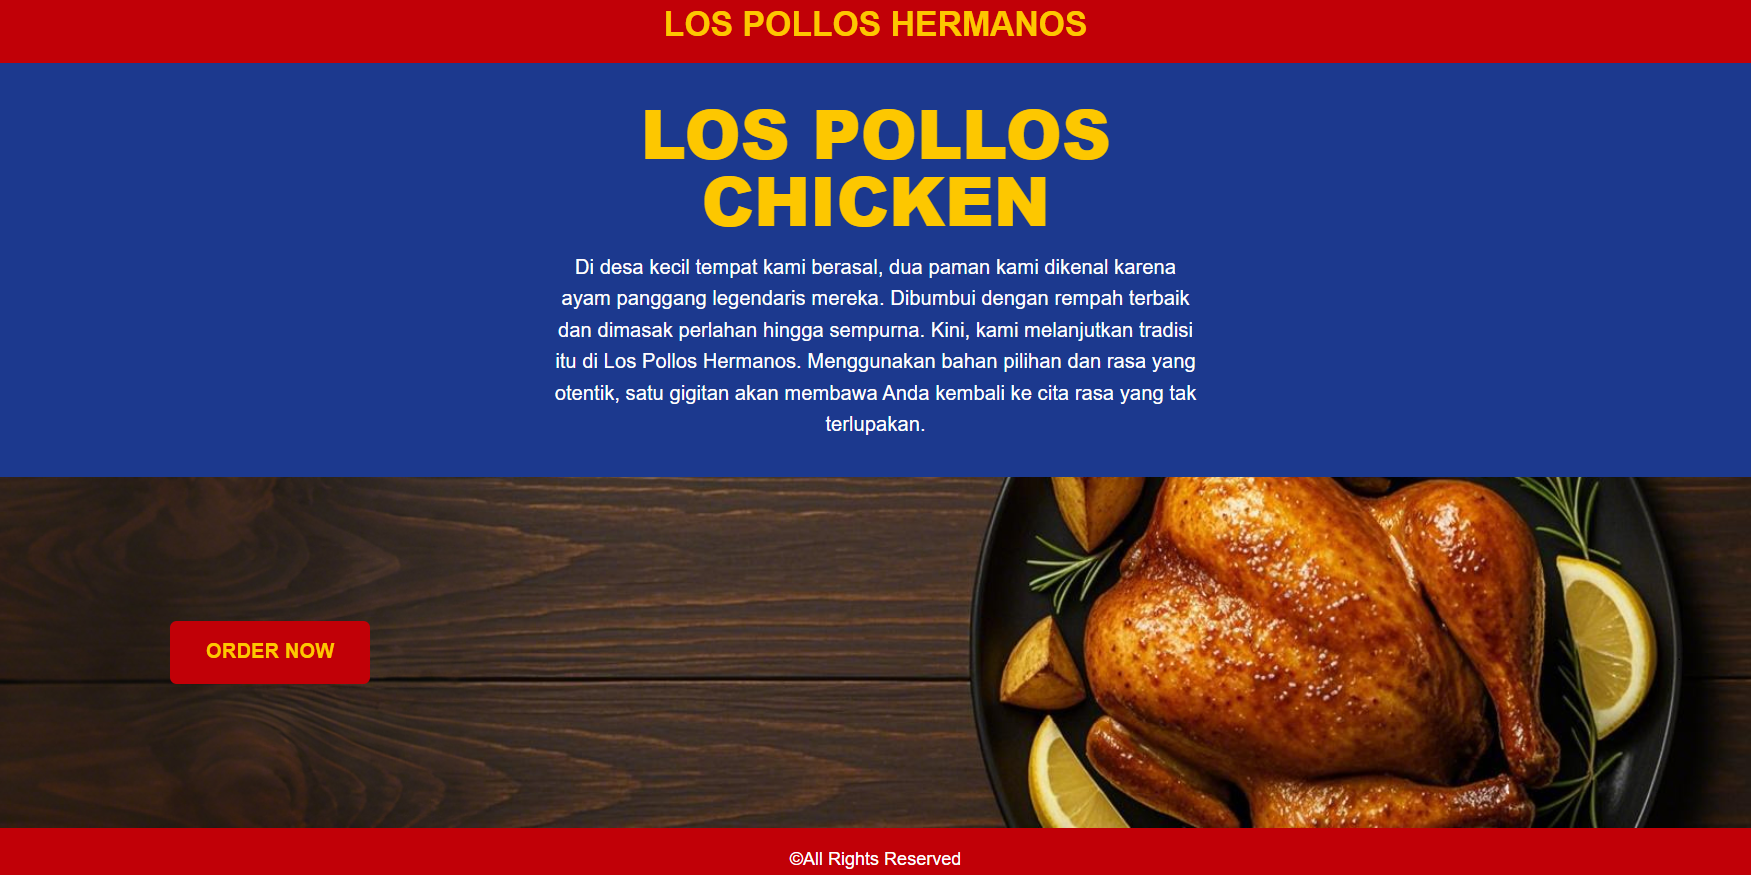 LOS POLLOS HERMANOS
LOS POLLOS
CHICKEN
Di desa kecil tempat kami berasal, dua paman kami dikenal karena
ayam panggang legendaris mereka. Dibumbui dengan rempah terbaik
dan dimasak perlahan hingga sempurna. Kini, kami melanjutkan tradisi
itu di Los Pollos Hermanos. Menggunakan bahan pilihan dan rasa yang
otentik, satu gigitan akan membawa Anda kembali ke cita rasa yang tak
terlupakan.
ORDER NOW
©All Rights Reserved